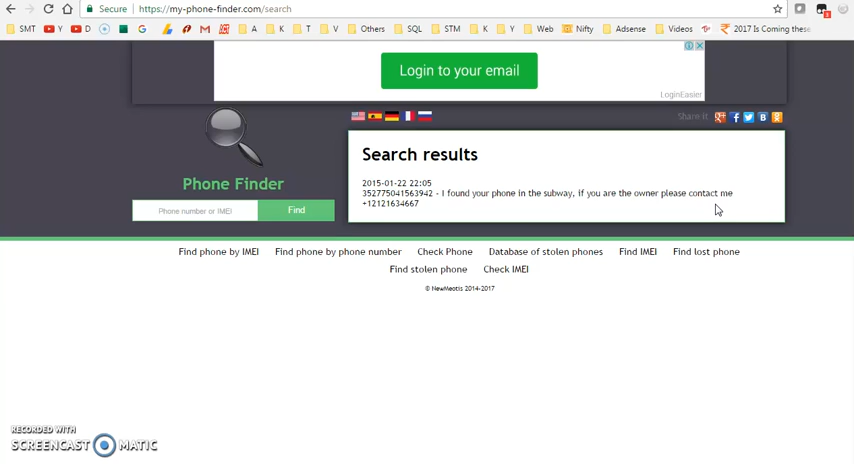 Secure https://my-phone-finder.com/search
SMT Y D G M ACT A K T V Others SQL STM K Y Web Nifty Adsense Videos 2017 Is Coming these
Login to your email
LoginEasier
Share it
Search results
2015-01-22 22:05
352775041563942 - I found your phone in the subway, if you are the owner please contact me
+12121634667
Phone Finder
Phone number or IMEI Find
Find phone by IMEI Find phone by phone number Check Phone Database of stolen phones Find IMEI Find lost phone
Find stolen phone Check IMEI
© NewMeotis 2014-2017
RECORDED WITH
SCREENCAST MATIC